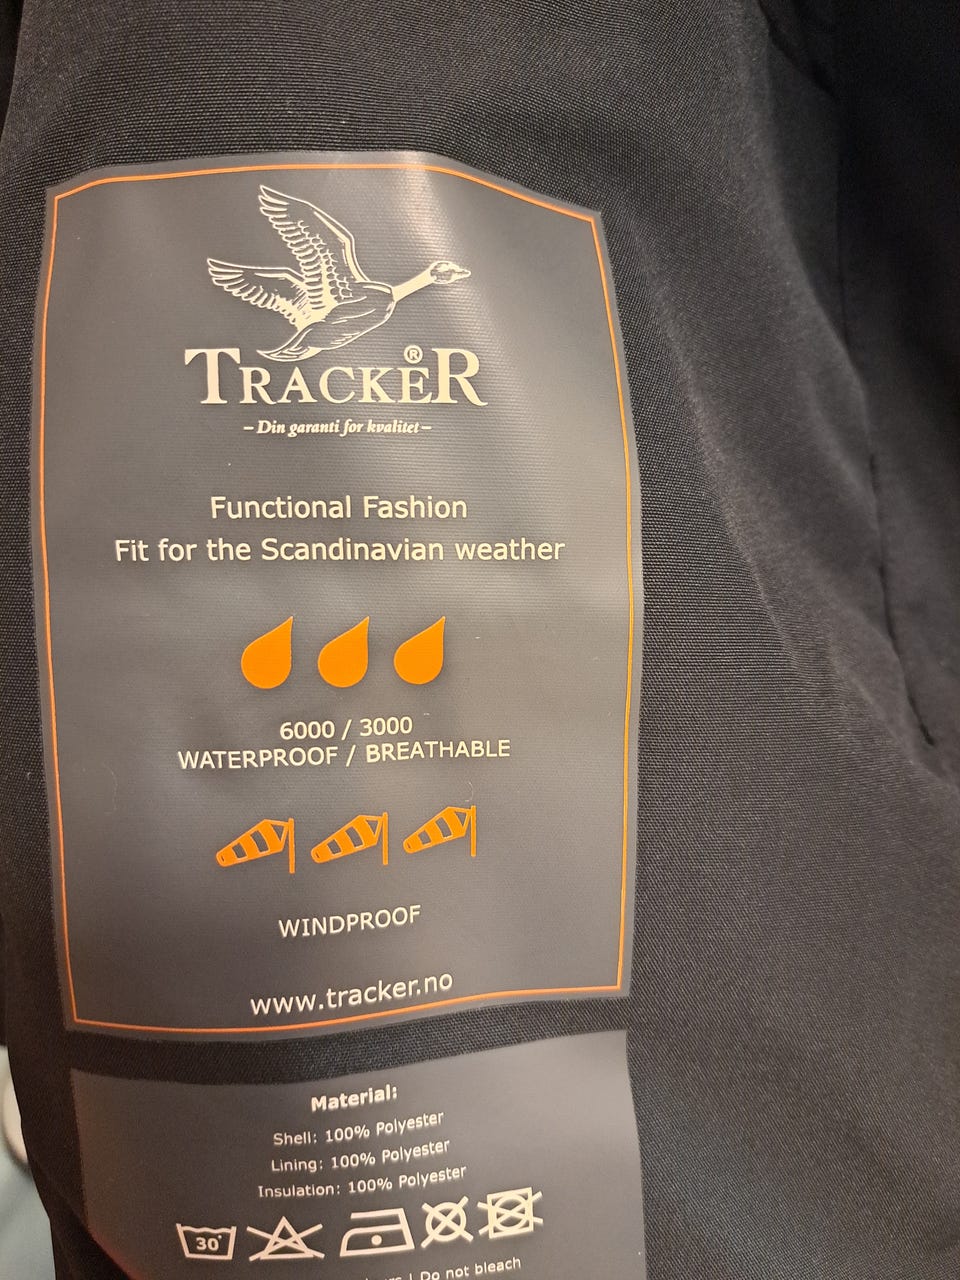 TRACKER®
– Din garanti for kvalitet –
Functional Fashion
Fit for the Scandinavian weather
6000 / 3000
WATERPROOF / BREATHABLE
WINDPROOF
www.tracker.no
Material:
Shell: 100% Polyester
Lining: 100% Polyester
Insulation: 100% Polyester
30°
| Do not bleach